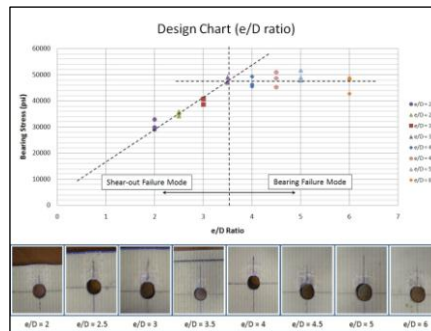 Design Chart (e/D ratio)
60000
50000
40000
30000
20000
10000
0
Bearing Stress (psi)
Shear-out Failure Mode
Bearing Failure Mode
0 1 2 3 4 5 6 7
e/D Ratio
e/D = 2
e/D = 2.5
e/D = 3
e/D = 3.5
e/D = 4
e/D = 4.5
e/D = 5
e/D = 6